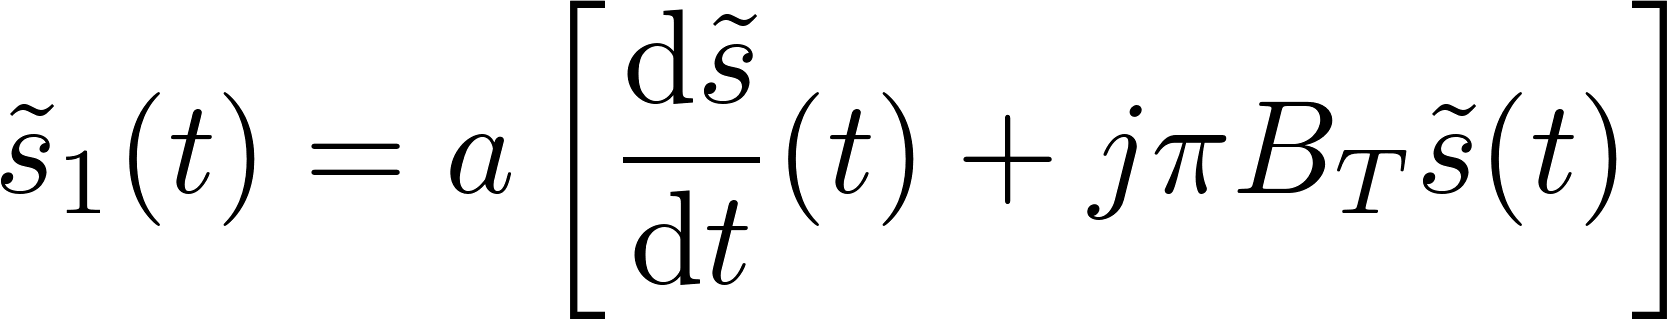 s̃₁(t) = a [ds̃/dt (t) + jπB_T s̃(t)]